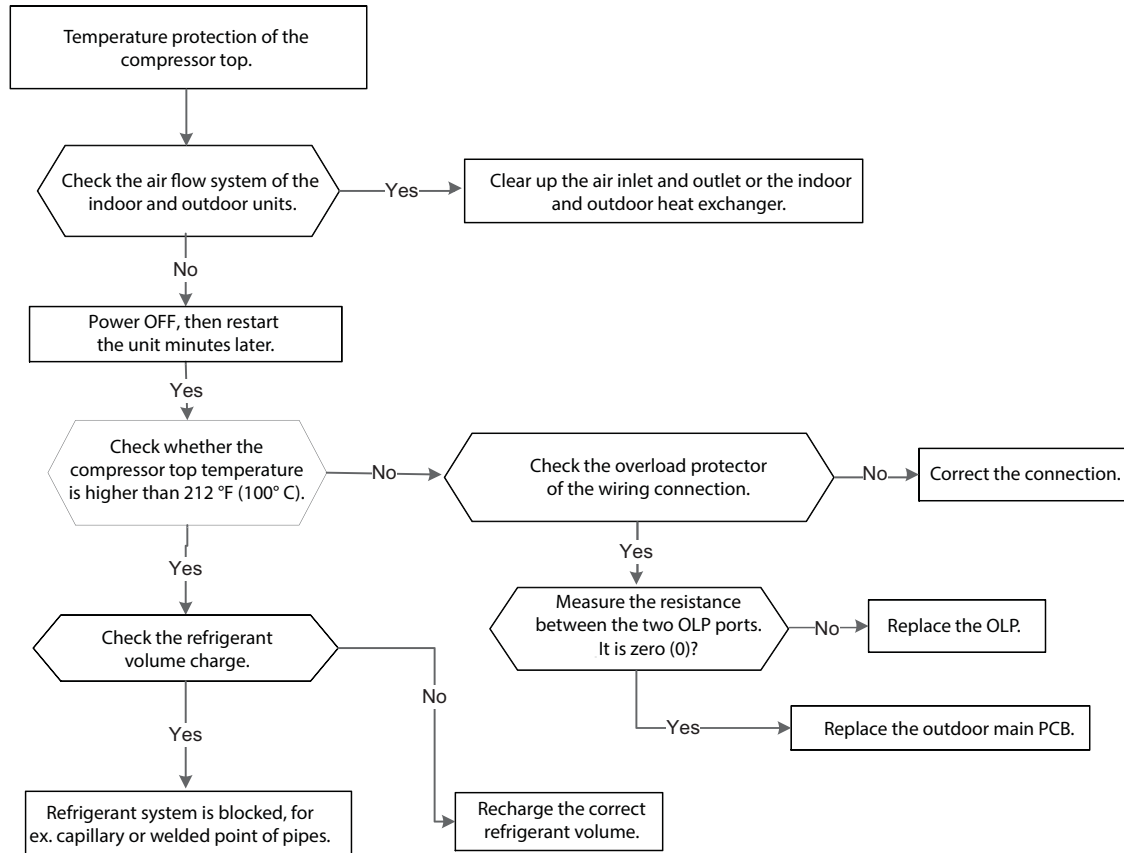 Temperature protection of the
compressor top.
Check the air flow system of the
indoor and outdoor units.
Yes
Clear up the air inlet and outlet or the indoor
and outdoor heat exchanger.
No
Power OFF, then restart
the unit minutes later.
Yes
Check whether the
compressor top temperature
is higher than 212 °F (100° C).
No
Check the overload protector
of the wiring connection.
No
Correct the connection.
Yes
Yes
Measure the resistance
between the two OLP ports.
It is zero (0)?
No
Replace the OLP.
Check the refrigerant
volume charge.
No
Yes
Replace the outdoor main PCB.
Yes
Refrigerant system is blocked, for
ex. capillary or welded point of pipes.
Recharge the correct
refrigerant volume.